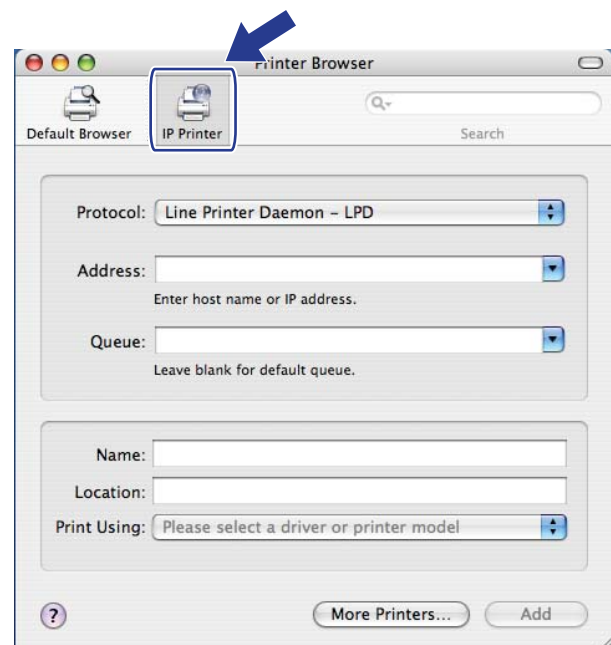 Printer Browser
Default Browser
IP Printer
Search
Protocol: Line Printer Daemon – LPD
Address:
Enter host name or IP address.
Queue:
Leave blank for default queue.
Name:
Location:
Print Using: Please select a driver or printer model
?
More Printers...
Add